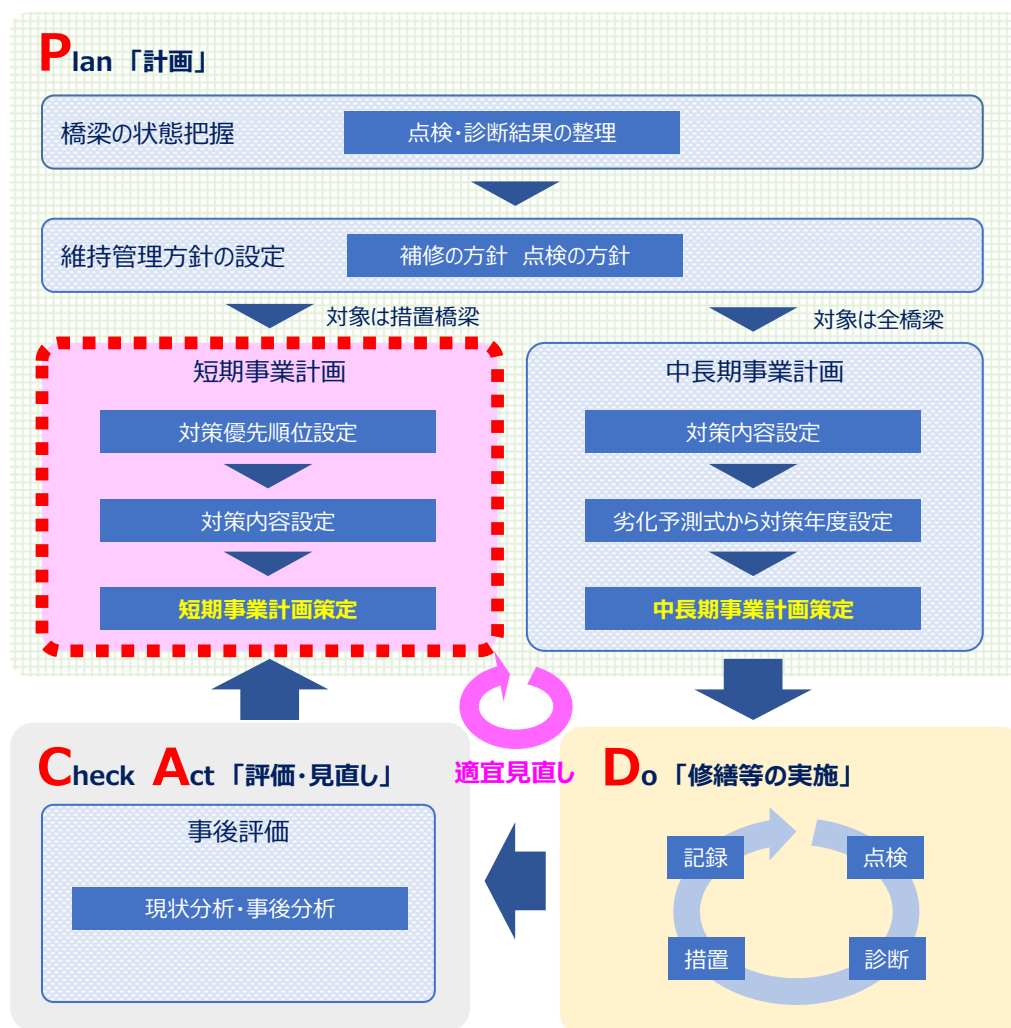 Plan「計画」
橋梁の状態把握
点検・診断結果の整理
維持管理方針の設定
補修の方針 点検の方針
対象は措置橋梁
対象は全橋梁
短期事業計画
対策優先順位設定
対策内容設定
短期事業計画策定
中長期事業計画
対策内容設定
劣化予測式から対策年度設定
中長期事業計画策定
適宜見直し
Check Act「評価・見直し」
事後評価
現状分析・事後分析
Do「修繕等の実施」
記録
点検
措置
診断